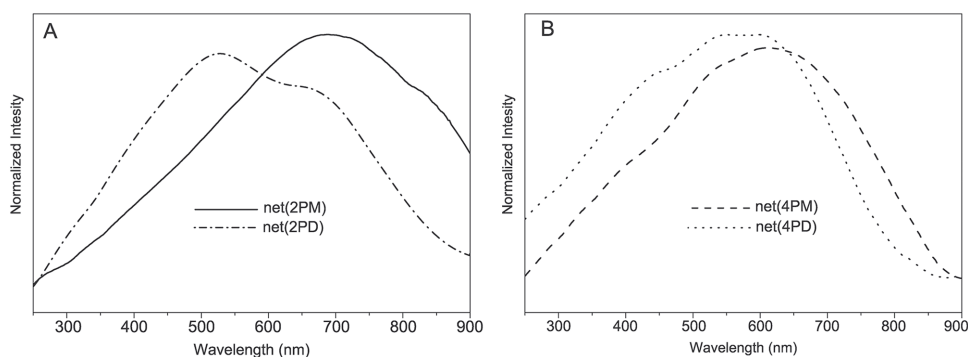 A
Normalized Intesity
net(2PM)
net(2PD)
300 400 500 600 700 800 900
Wavelength (nm)
B
Normalized Intesity
net(4PM)
net(4PD)
300 400 500 600 700 800 900
Wavelength (nm)